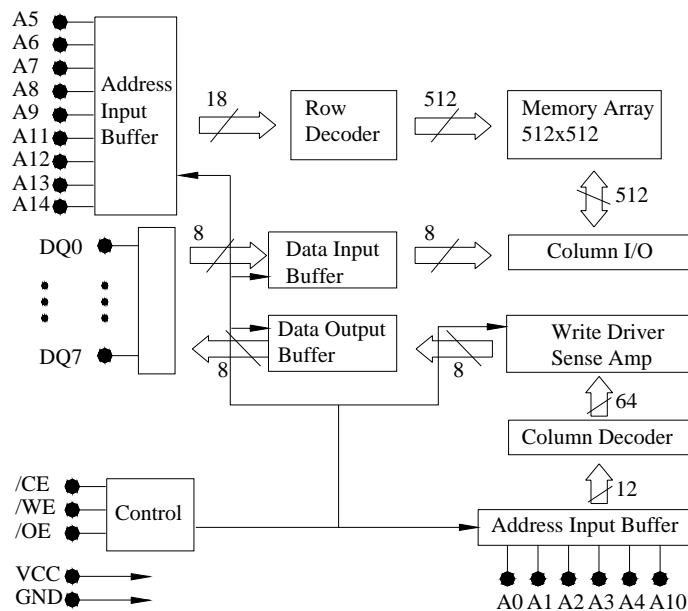 A5
A6
A7
A8
A9
A11
A12
A13
A14
Address
Input
Buffer
18
Row
Decoder
512
Memory Array
512x512
512
DQ0
DQ7
8
Data Input
Buffer
8
Column I/O
8
Data Output
Buffer
8
Write Driver
Sense Amp
64
Column Decoder
12
Address Input Buffer
/CE
/WE
/OE
Control
VCC
GND
A0 A1 A2 A3 A4 A10